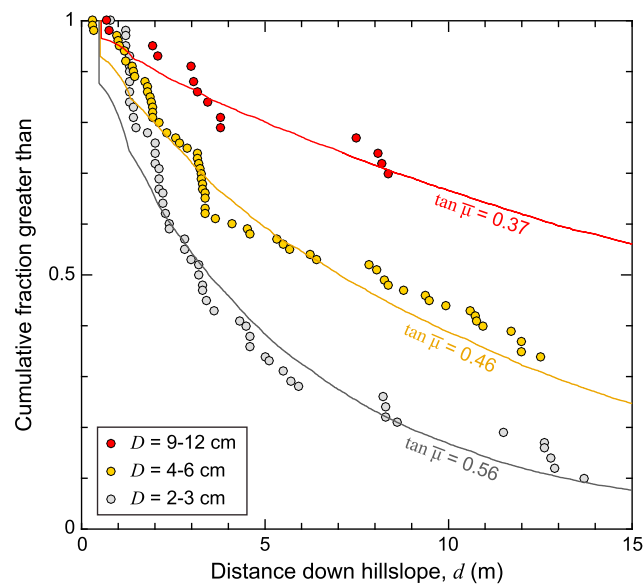 1
0.5
0
Cumulative fraction greater than
tan μ̅ = 0.37
tan μ̅ = 0.46
tan μ̅ = 0.56
D = 9-12 cm
D = 4-6 cm
D = 2-3 cm
0 5 10 15
Distance down hillslope, d (m)